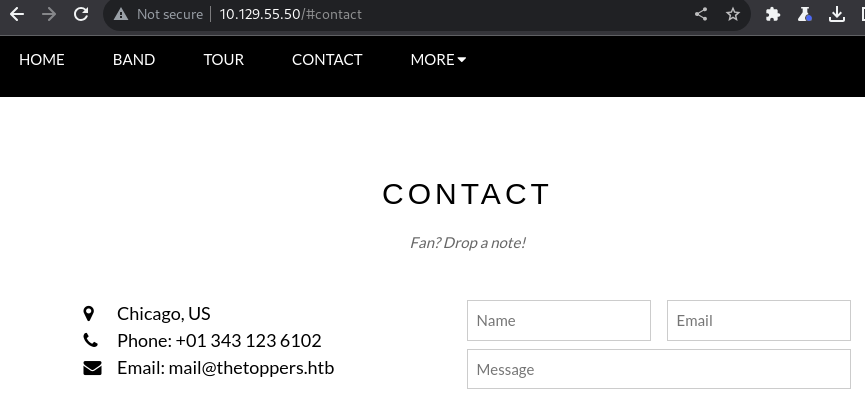 Not secure 10.129.55.50/#contact
HOME BAND TOUR CONTACT MORE
CONTACT
Fan? Drop a note!
Chicago, US
Phone: +01 343 123 6102
Email: mail@thetoppers.htb
Name Email
Message